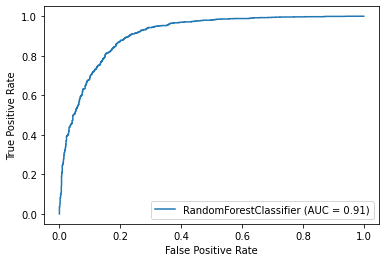 1.0
0.8
0.6
0.4
0.2
0.0
True Positive Rate
RandomForestClassifier (AUC = 0.91)
0.0 0.2 0.4 0.6 0.8 1.0
False Positive Rate